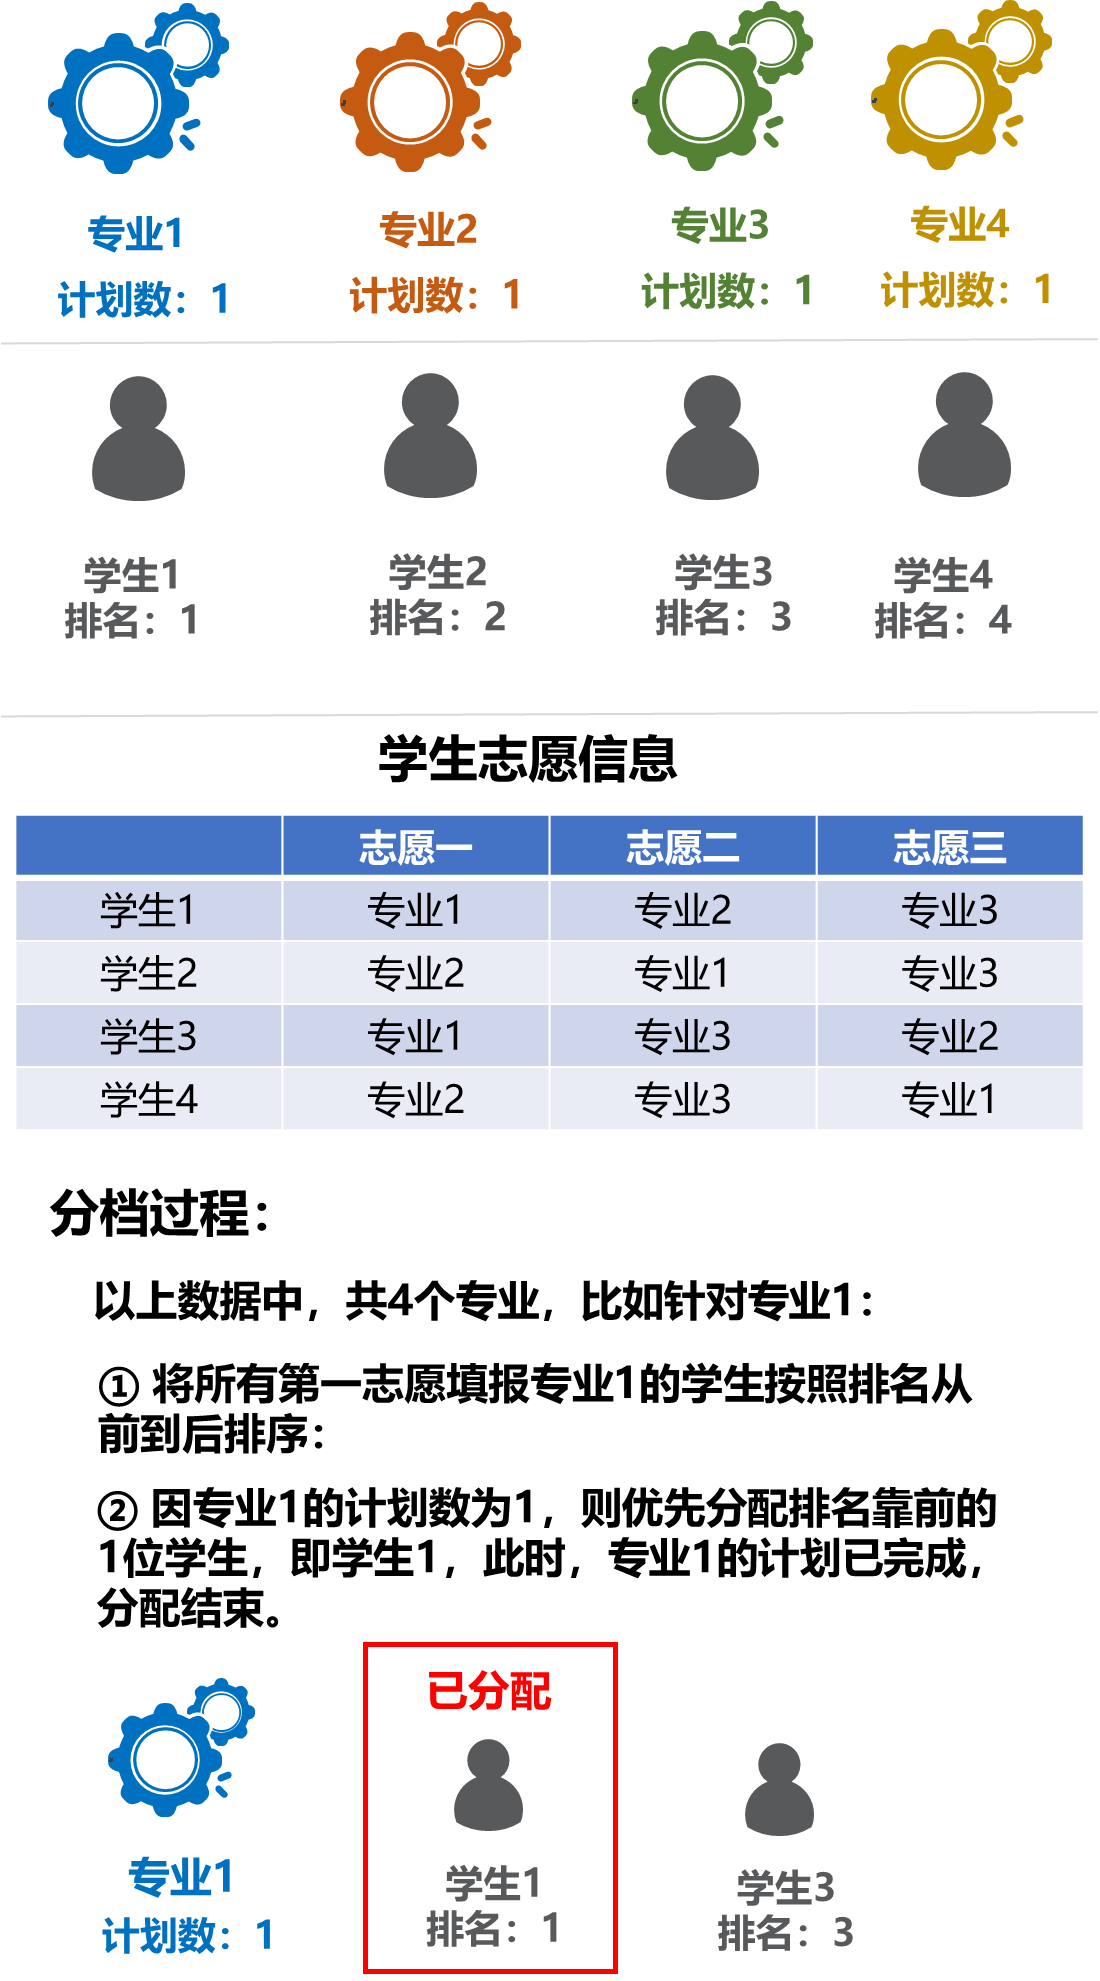 专业1 专业2 专业3 专业4
计划数：1 计划数：1 计划数：1 计划数：1
学生1 学生2 学生3 学生4
排名：1 排名：2 排名：3 排名：4
学生志愿信息
志愿一 志愿二 志愿三
学生1 专业1 专业2 专业3
学生2 专业2 专业1 专业3
学生3 专业1 专业3 专业2
学生4 专业2 专业3 专业1
分档过程：
以上数据中，共4个专业，比如针对专业1：
① 将所有第一志愿填报专业1的学生按照排名从
前到后排序：
② 因专业1的计划数为1，则优先分配排名靠前的
1位学生，即学生1，此时，专业1的计划已完成，
分配结束。
已分配
专业1 学生1 学生3
计划数：1 排名：1 排名：3